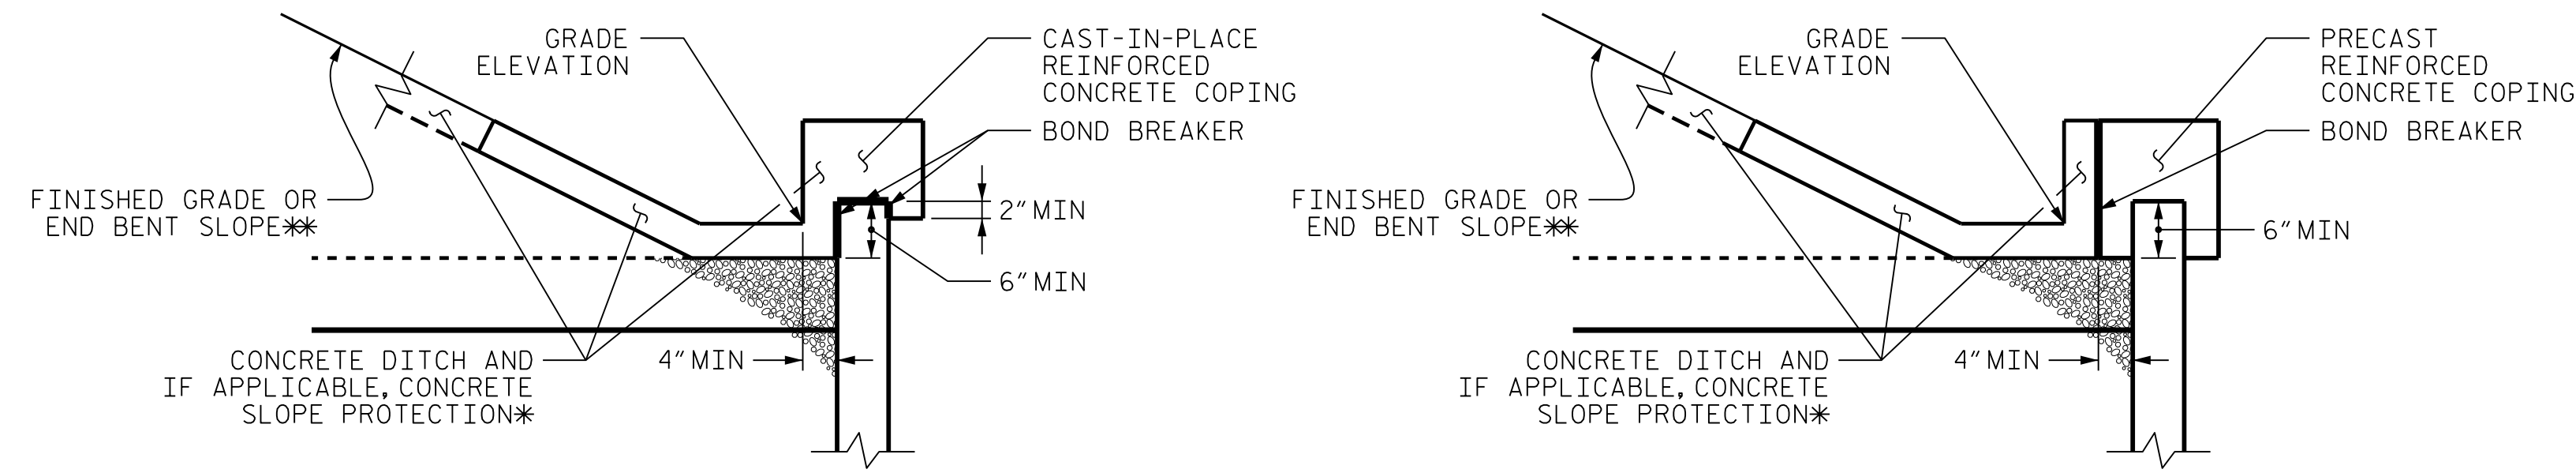 GRADE
ELEVATION
CAST-IN-PLACE
REINFORCED
CONCRETE COPING
BOND BREAKER
FINISHED GRADE OR
END BENT SLOPE**
2" MIN
6" MIN
4" MIN
CONCRETE DITCH AND
IF APPLICABLE, CONCRETE
SLOPE PROTECTION*
GRADE
ELEVATION
PRECAST
REINFORCED
CONCRETE COPING
BOND BREAKER
FINISHED GRADE OR
END BENT SLOPE**
6" MIN
4" MIN
CONCRETE DITCH AND
IF APPLICABLE, CONCRETE
SLOPE PROTECTION*